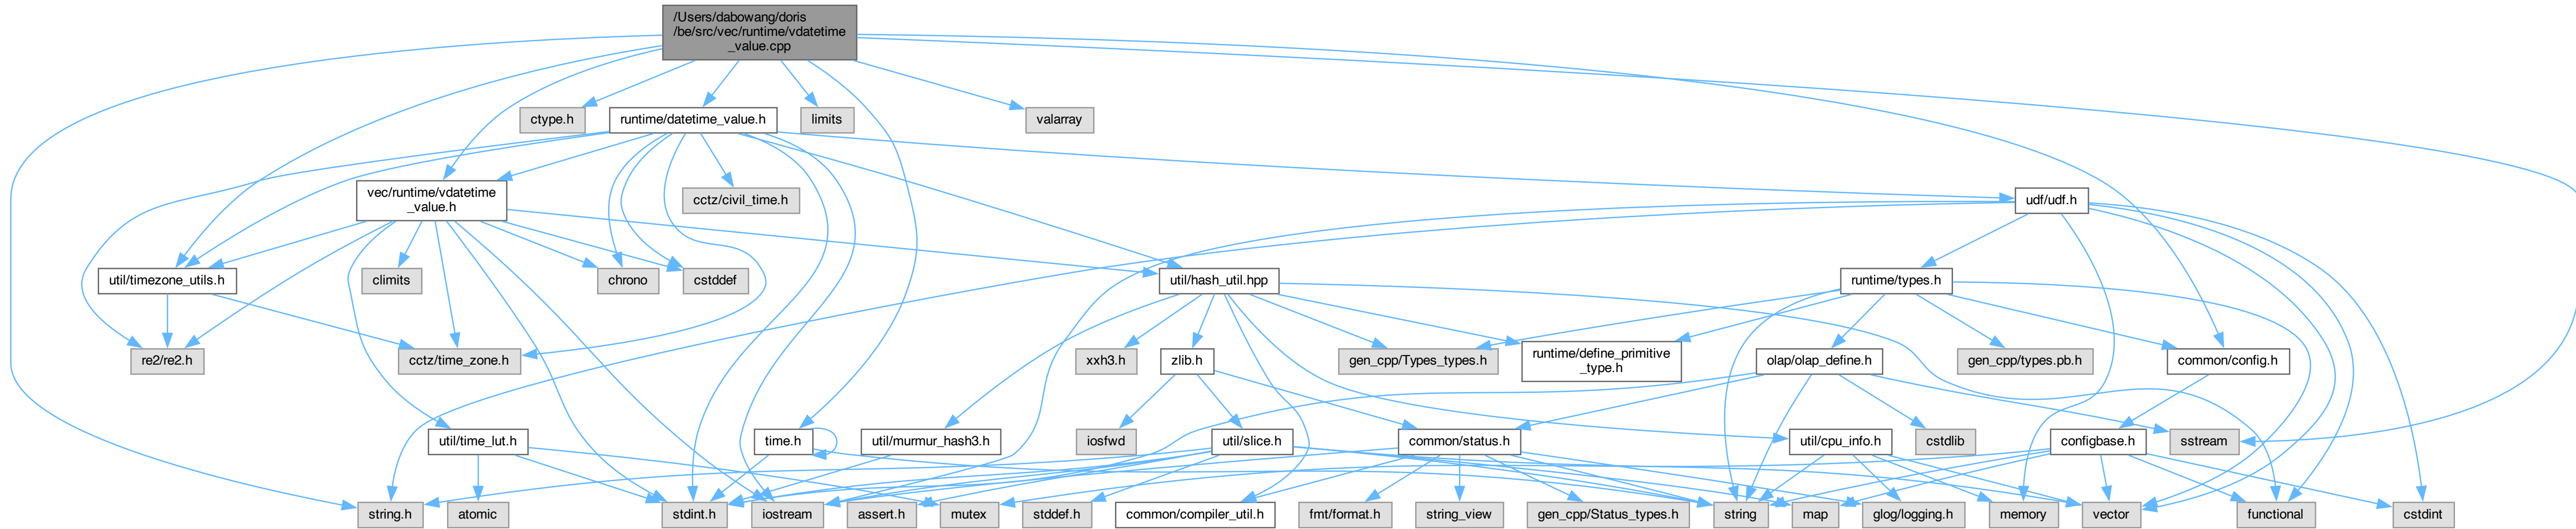 /Users/dabowang/doris
/be/src/vec/runtime/vdatetime
_value.cpp
ctype.h
runtime/datetime_value.h
limits
valarray
vec/runtime/vdatetime
_value.h
cctz/civil_time.h
udf/udf.h
util/timezone_utils.h
climits
chrono
cstddef
util/hash_util.hpp
runtime/types.h
re2/re2.h
cctz/time_zone.h
xxh3.h
zlib.h
gen_cpp/Types_types.h
runtime/define_primitive
_type.h
olap/olap_define.h
gen_cpp/types.pb.h
common/config.h
util/time_lut.h
time.h
util/murmur_hash3.h
iosfwd
util/slice.h
common/status.h
util/cpu_info.h
cstdlib
configbase.h
sstream
string.h
atomic
stdint.h
iostream
assert.h
mutex
stddef.h
common/compiler_util.h
fmt/format.h
string_view
gen_cpp/Status_types.h
string
map
glog/logging.h
memory
vector
functional
cstdint